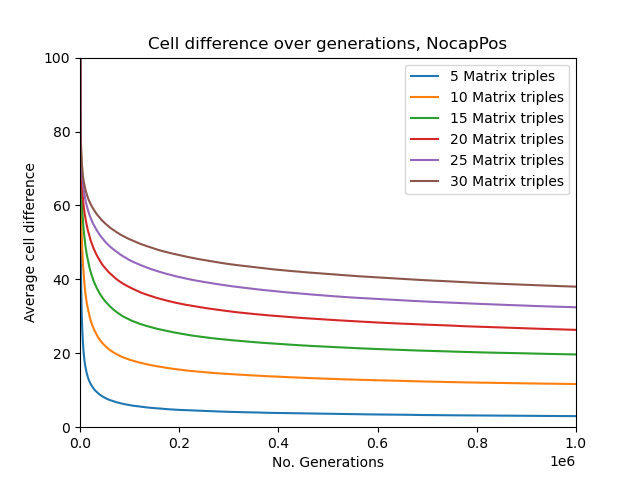 Cell difference over generations, NocapPos
100
80
60
40
20
0
Average cell difference
5 Matrix triples
10 Matrix triples
15 Matrix triples
20 Matrix triples
25 Matrix triples
30 Matrix triples
0.0 0.2 0.4 0.6 0.8 1.0
1e6
No. Generations